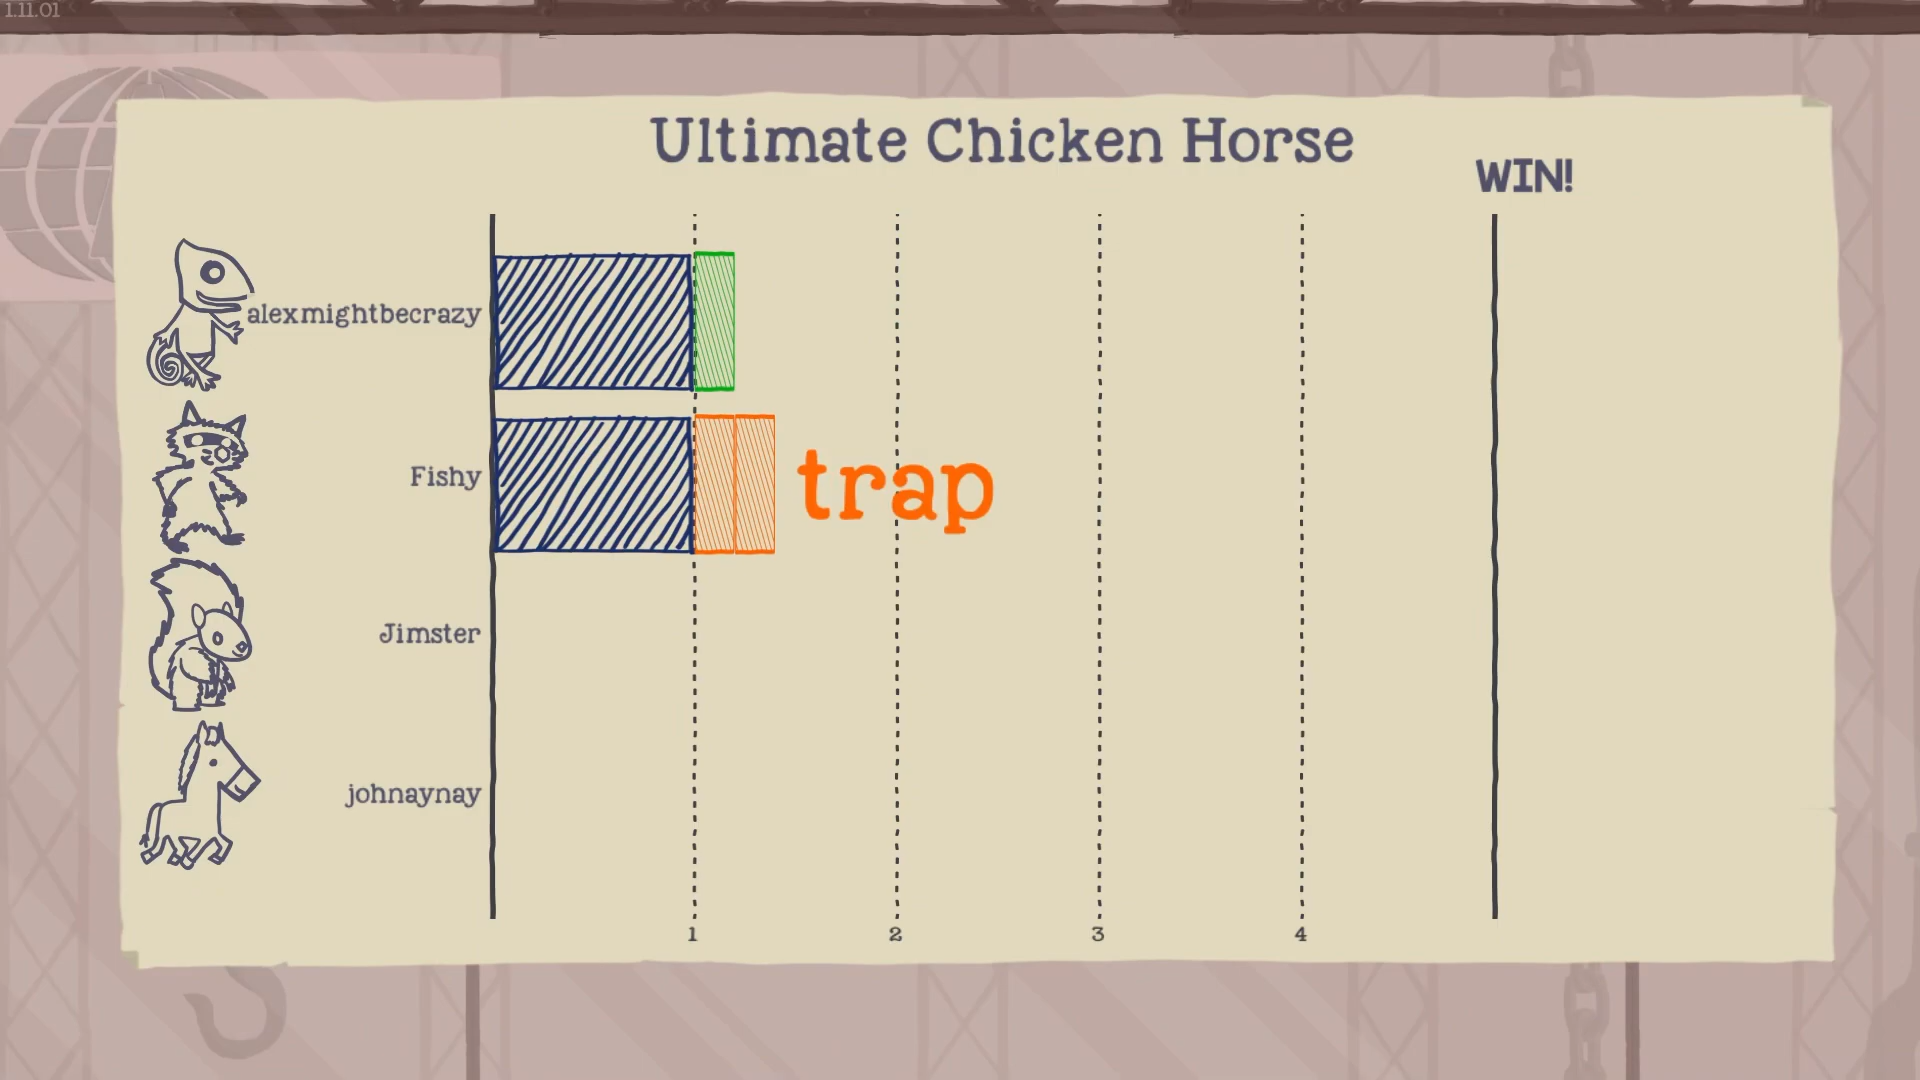 1.11.01
Ultimate Chicken Horse
WIN!
alexmightbecrazy
Fishy
trap
Jimster
johnaynay
1 2 3 4